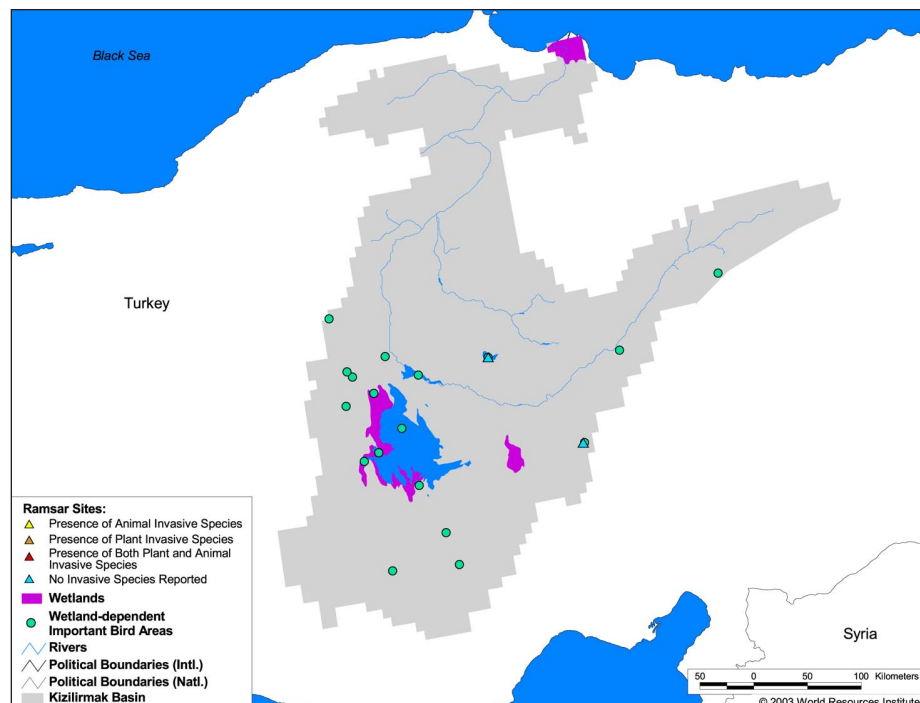 Black Sea
Turkey
Syria
Ramsar Sites:
Presence of Animal Invasive Species
Presence of Plant Invasive Species
Presence of Both Plant and Animal
Invasive Species
No Invasive Species Reported
Wetlands
Wetland-dependent
Important Bird Areas
Rivers
Political Boundaries (Intl.)
Political Boundaries (Natl.)
Kizilirmak Basin
50 0 50 100 Kilometers
© 2003 World Resources Institute